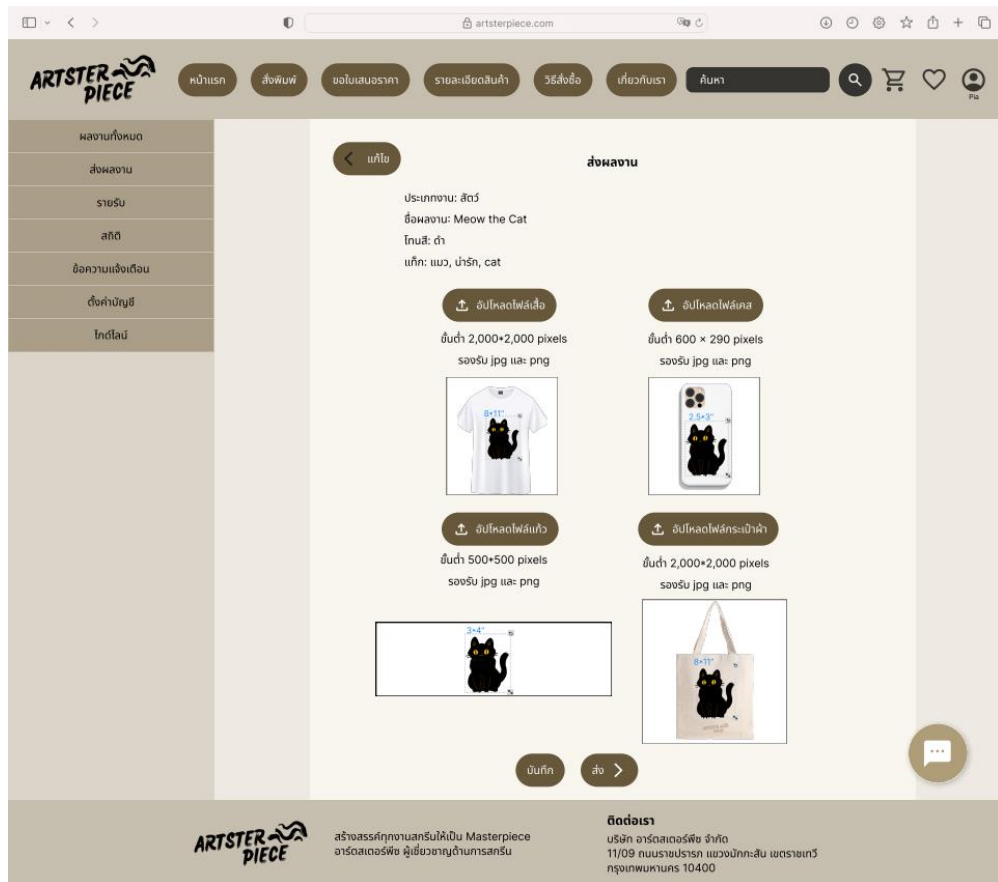 artsterpiece.com
ARTSTER
PIECE
หน้าแรก
สั่งพิมพ์
ขอใบเสนอราคา
รายละเอียดสินค้า
วิธีสั่งซื้อ
เกี่ยวกับเรา
ค้นหา
Pia
ผลงานทั้งหมด
ส่งผลงาน
รายรับ
สถิติ
ข้อความแจ้งเตือน
ตั้งค่าบัญชี
ไกด์ไลน์
แก้ไข
ส่งผลงาน
ประเภทงาน: สัตว์
ชื่อผลงาน: Meow the Cat
โทนสี: ดำ
แท็ก: แมว, น่ารัก, cat
อัปโหลดไฟล์เสื้อ
อัปโหลดไฟล์เคส
ขั้นต่ำ 2,000*2,000 pixels
ขั้นต่ำ 600 × 290 pixels
รองรับ jpg และ png
รองรับ jpg และ png
8*11"
2.5*3"
อัปโหลดไฟล์แก้ว
อัปโหลดไฟล์กระเป๋าผ้า
ขั้นต่ำ 500*500 pixels
ขั้นต่ำ 2,000*2,000 pixels
รองรับ jpg และ png
รองรับ jpg และ png
3*4"
8*11"
บันทึก
ส่ง
ARTSTER
PIECE
สร้างสรรค์ทุกงานสกรีนให้เป็น Masterpiece
อาร์ตสเตอร์พีซ ผู้เชี่ยวชาญด้านการสกรีน
ติดต่อเรา
บริษัท อาร์ตสเตอร์พีซ จำกัด
11/09 ถนนราชปรารภ แขวงมักกะสัน เขตราชเทวี
กรุงเทพมหานคร 10400